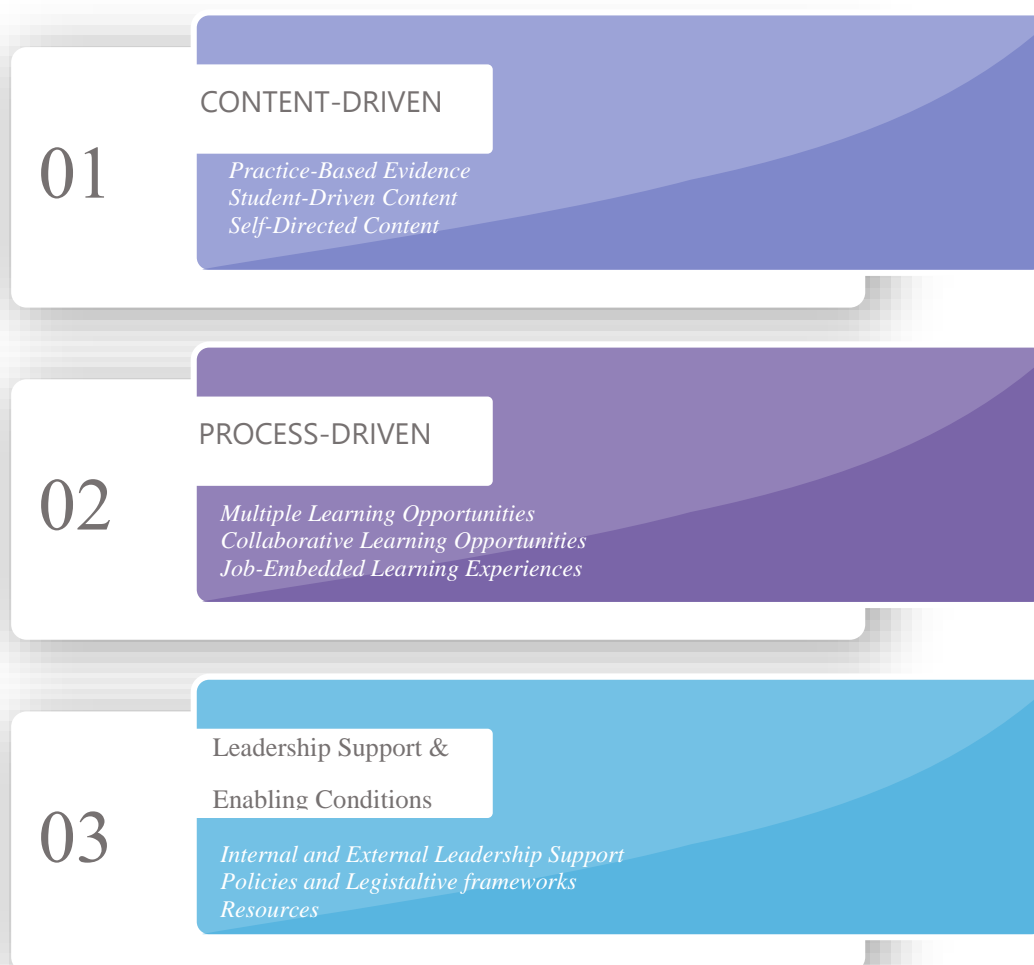 01
CONTENT-DRIVEN
Practice-Based Evidence
Student-Driven Content
Self-Directed Content
02
PROCESS-DRIVEN
Multiple Learning Opportunities
Collaborative Learning Opportunities
Job-Embedded Learning Experiences
03
Leadership Support &
Enabling Conditions
Internal and External Leadership Support
Policies and Legistaltive frameworks
Resources